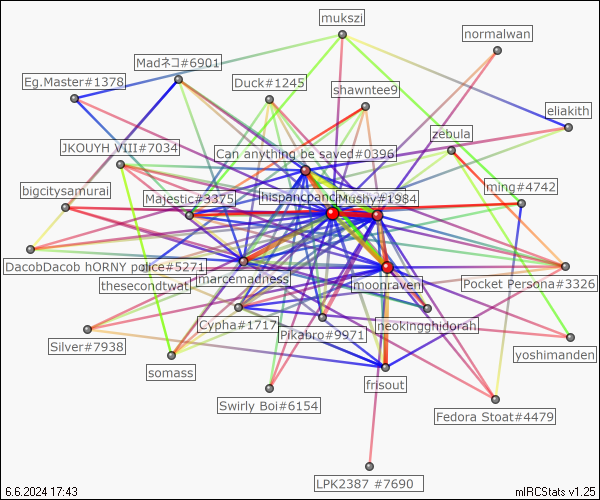 mukszi
normalwan
Madネコ#6901
Eg.Master#1378
Duck#1245
shawntee9
eliakith
zebula
JKOUYH VIII#7034
Can anything be saved#0396
bigcitysamurai
Majestic#3375
hispancpanc
Mushy#1984
ming#4742
DacobDacob hORNY police#5271
thesecondtwat
marcemadness
moonraven
Pocket Persona#3326
Cypha#1717
Pikabro#9971
neokingghidorah
Silver#7938
yoshimanden
somass
frisout
Swirly Boi#6154
Fedora Stoat#4479
LPK2387 #7690
6.6.2024 17:43
mIRCStats v1.25